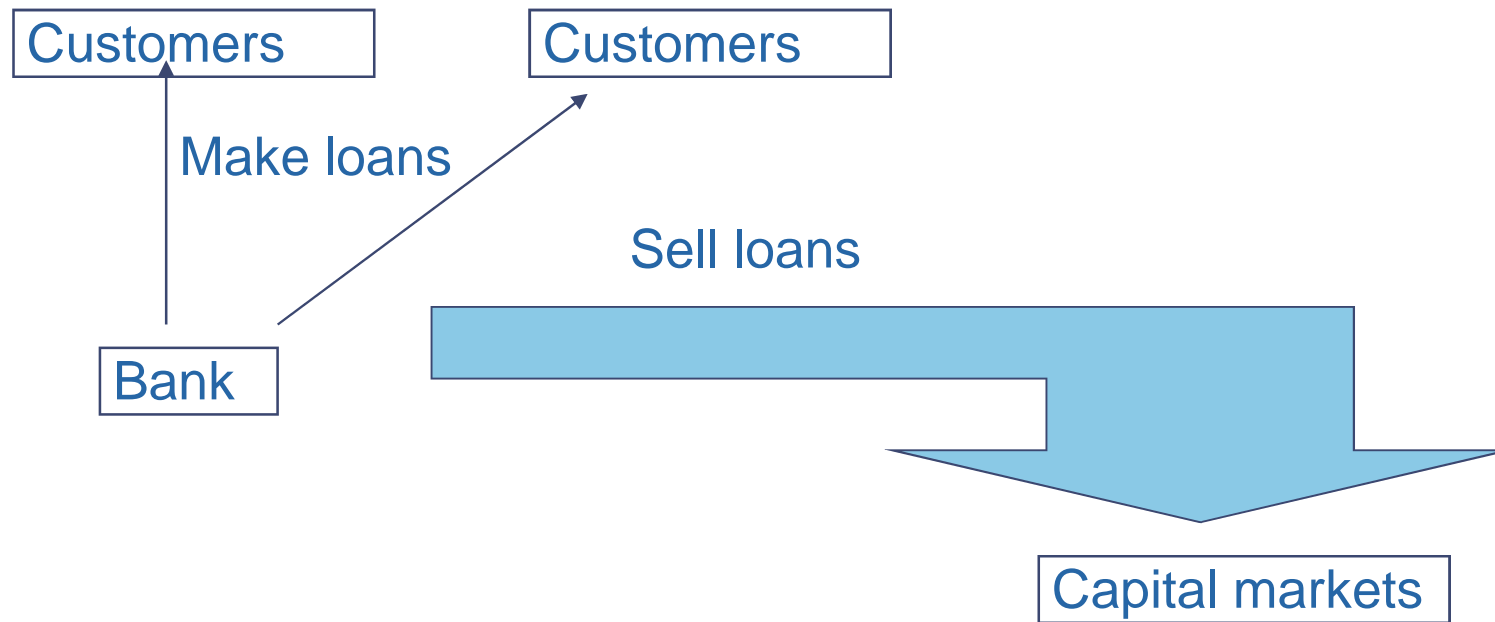 Customers
Customers
Make loans
Sell loans
Bank
Capital markets